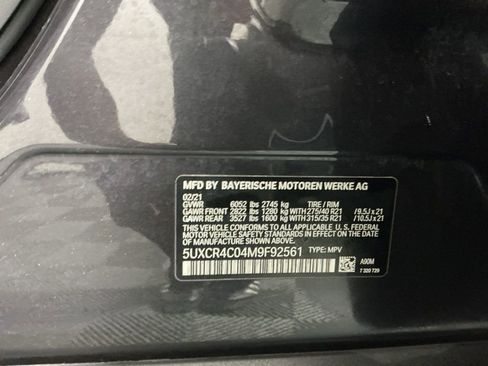 MFD BY BAYERISCHE MOTOREN WERKE AG
02/21
GVWR 6052 lbs 2745 kg TIRE / RIM
GAWR FRONT 2822 lbs 1280 kg WITH 275/40 R21 / 9.5J x 21
GAWR REAR 3527 lbs 1600 kg WITH 315/35 R21 / 10.5J x 21
THIS VEHICLE CONFORMS TO ALL APPLICABLE U.S. FEDERAL MOTOR
VEHICLE SAFETY STANDARDS IN EFFECT ON THE DATE OF
MANUFACTURE SHOWN ABOVE.
5UXCR4C04M9F92561 TYPE: MPV
A90M
7 320 729